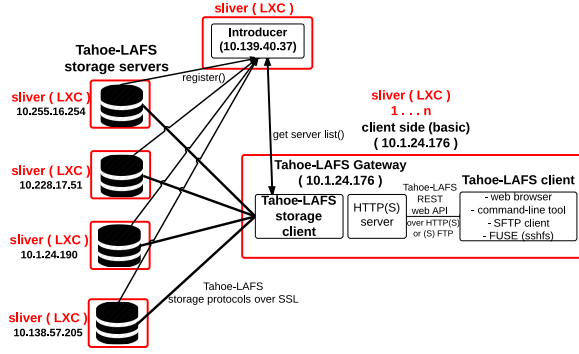 sliver ( LXC )
Introducer
(10.139.40.37)
Tahoe-LAFS
storage servers
register()
sliver ( LXC )
10.255.16.254
sliver ( LXC )
1 . . . n
client side (basic)
( 10.1.24.176 )
get server list()
sliver ( LXC )
10.228.17.51
Tahoe-LAFS Gateway
( 10.1.24.176 )
Tahoe-LAFS
storage
client
HTTP(S)
server
Tahoe-LAFS
REST
web API
over HTTP(S)
or (S) FTP
Tahoe-LAFS client
- web browser
- command-line tool
- SFTP client
- FUSE (sshfs)
sliver ( LXC )
10.1.24.190
Tahoe-LAFS
storage protocols over SSL
sliver ( LXC )
10.138.57.205